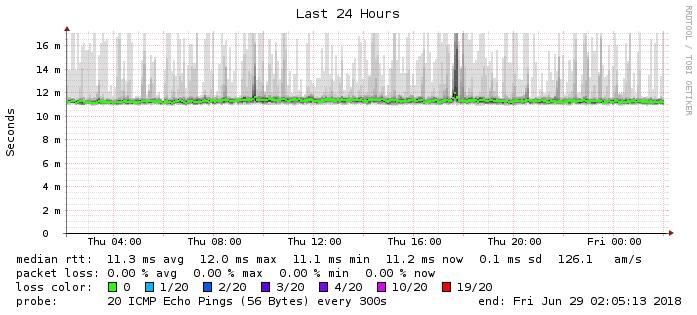 Last 24 Hours
RRDTOOL / TOBI OETIKER
Seconds
16 m
14 m
12 m
10 m
8 m
6 m
4 m
2 m
0
Thu 04:00 Thu 08:00 Thu 12:00 Thu 16:00 Thu 20:00 Fri 00:00
median rtt: 11.3 ms avg 12.0 ms max 11.1 ms min 11.2 ms now 0.1 ms sd 126.1 am/s
packet loss: 0.00 % avg 0.00 % max 0.00 % min 0.00 % now
loss color: 0 1/20 2/20 3/20 4/20 10/20 19/20
probe: 20 ICMP Echo Pings (56 Bytes) every 300s end: Fri Jun 29 02:05:13 2018